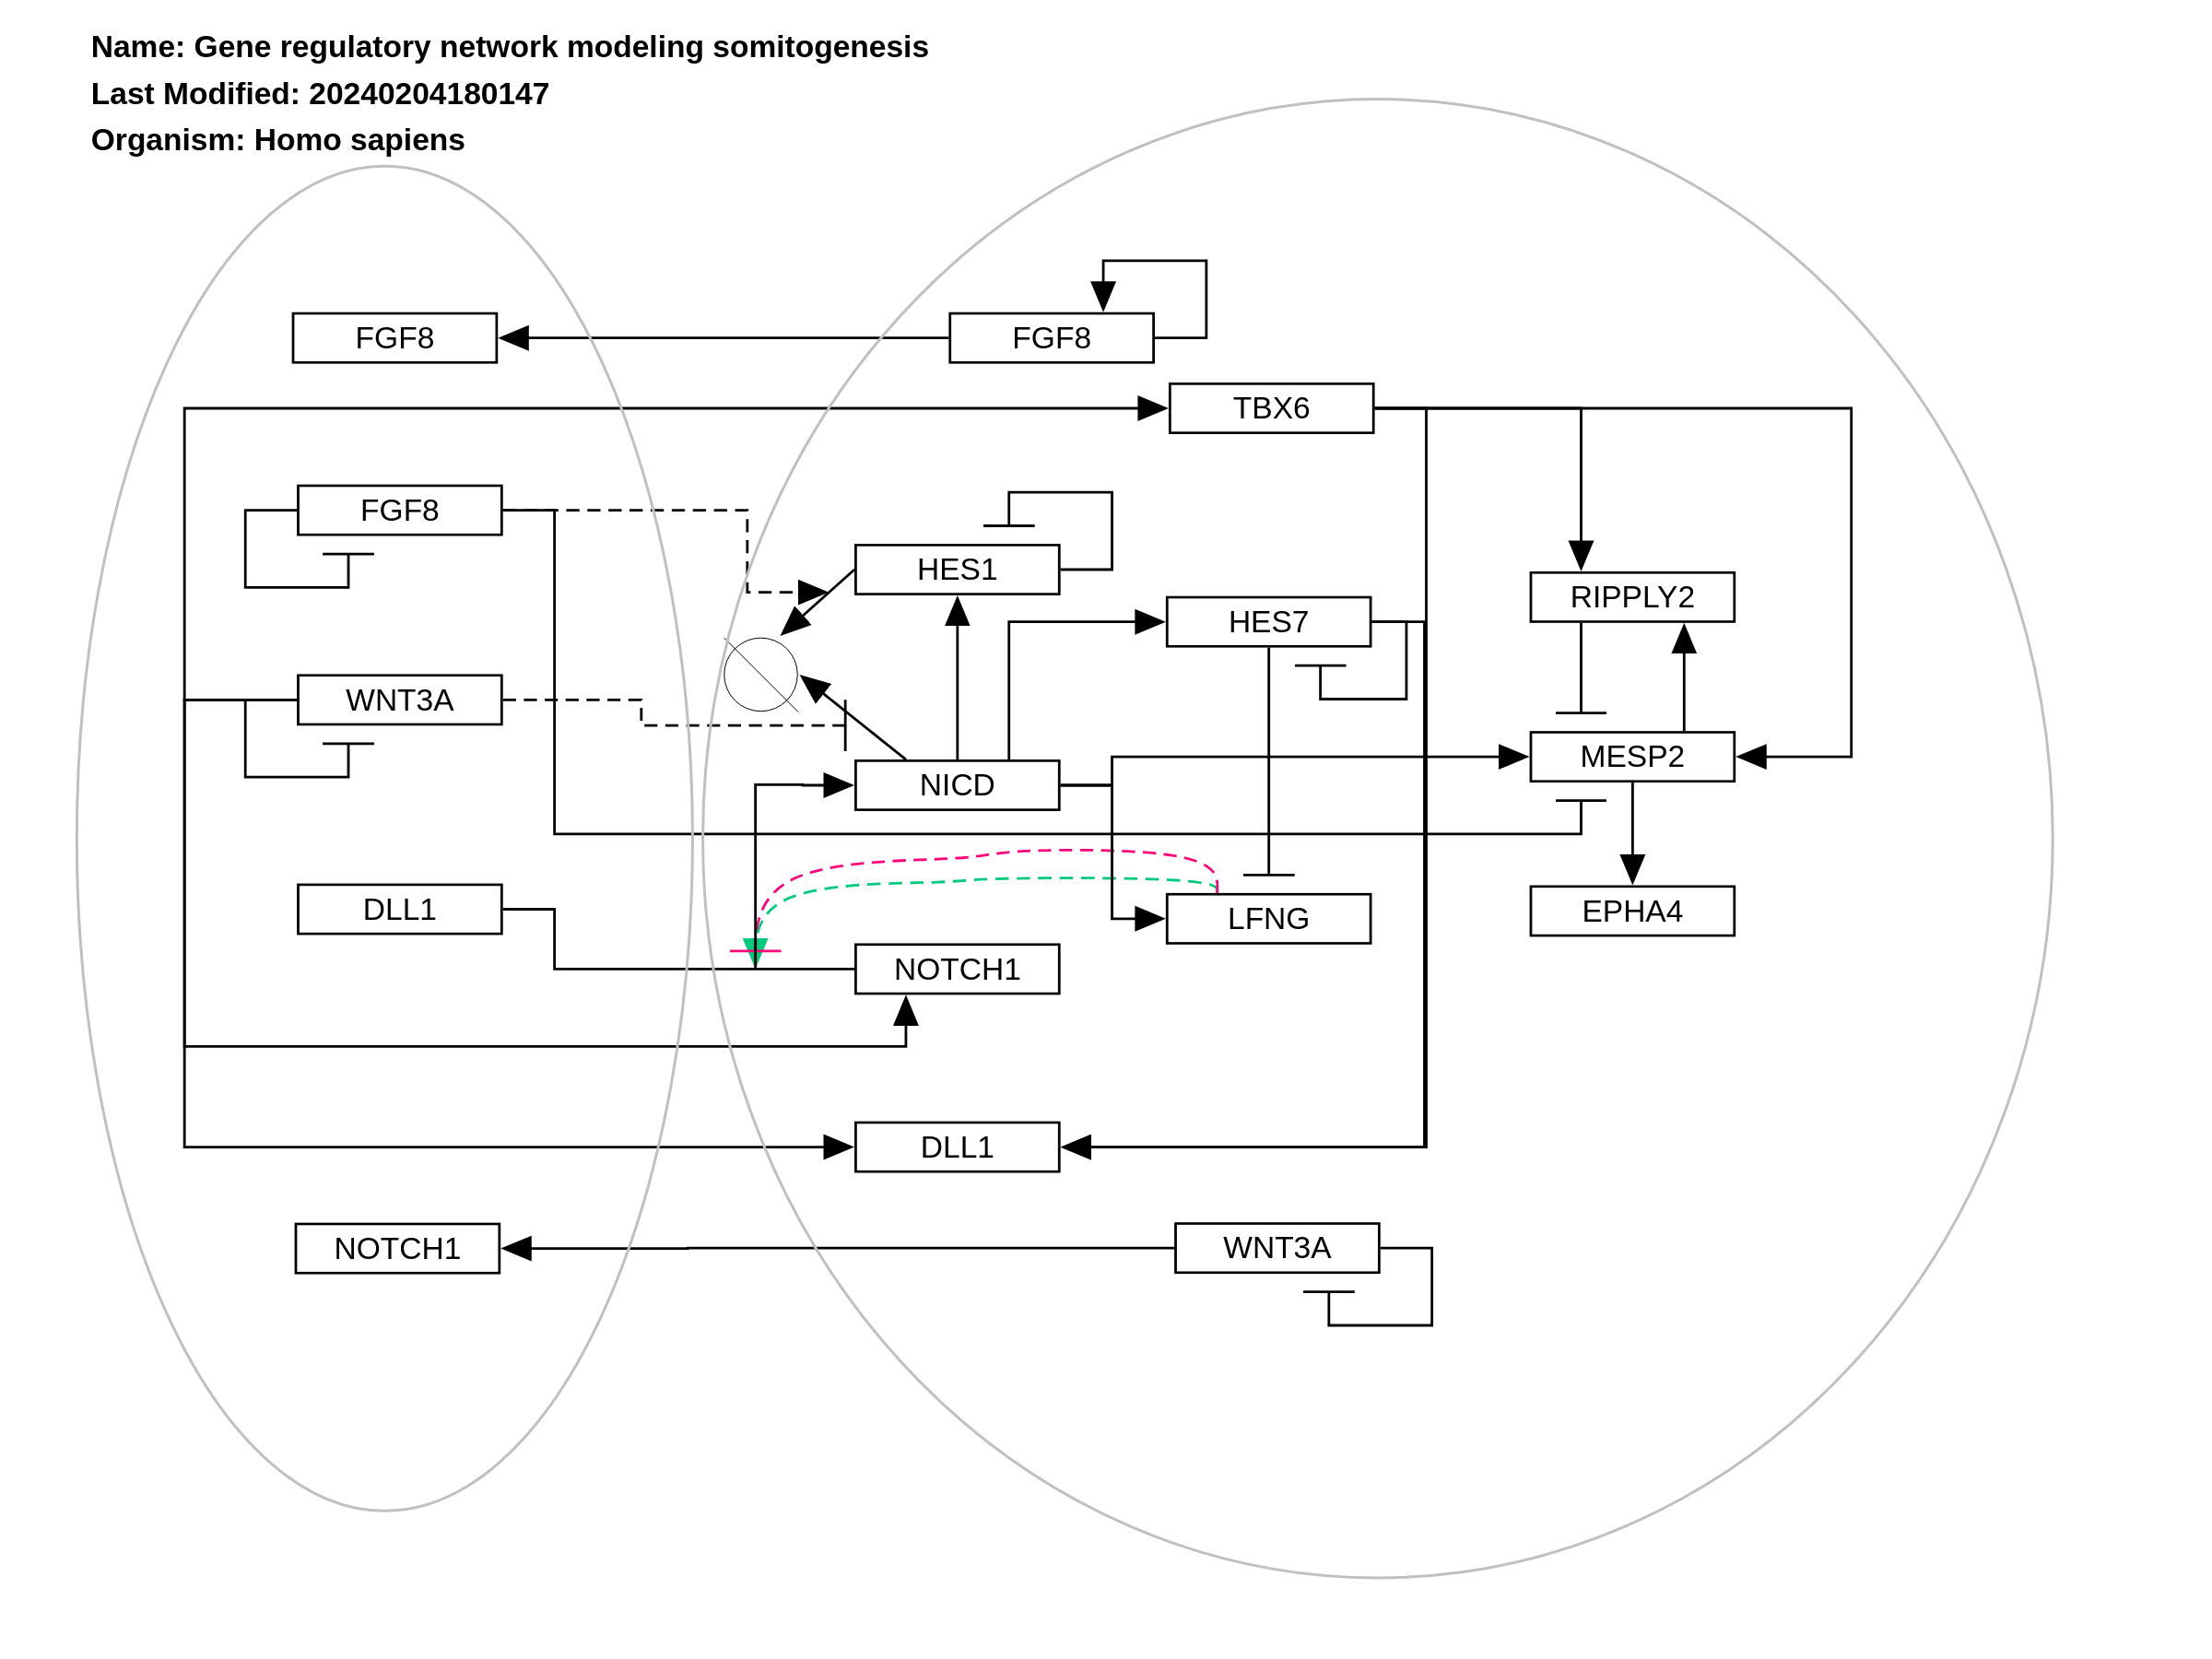 Name: Gene regulatory network modeling somitogenesis
Last Modified: 20240204180147
Organism: Homo sapiens
FGF8
FGF8
TBX6
FGF8
HES1
RIPPLY2
HES7
WNT3A
MESP2
NICD
DLL1
EPHA4
LFNG
NOTCH1
DLL1
NOTCH1
WNT3A